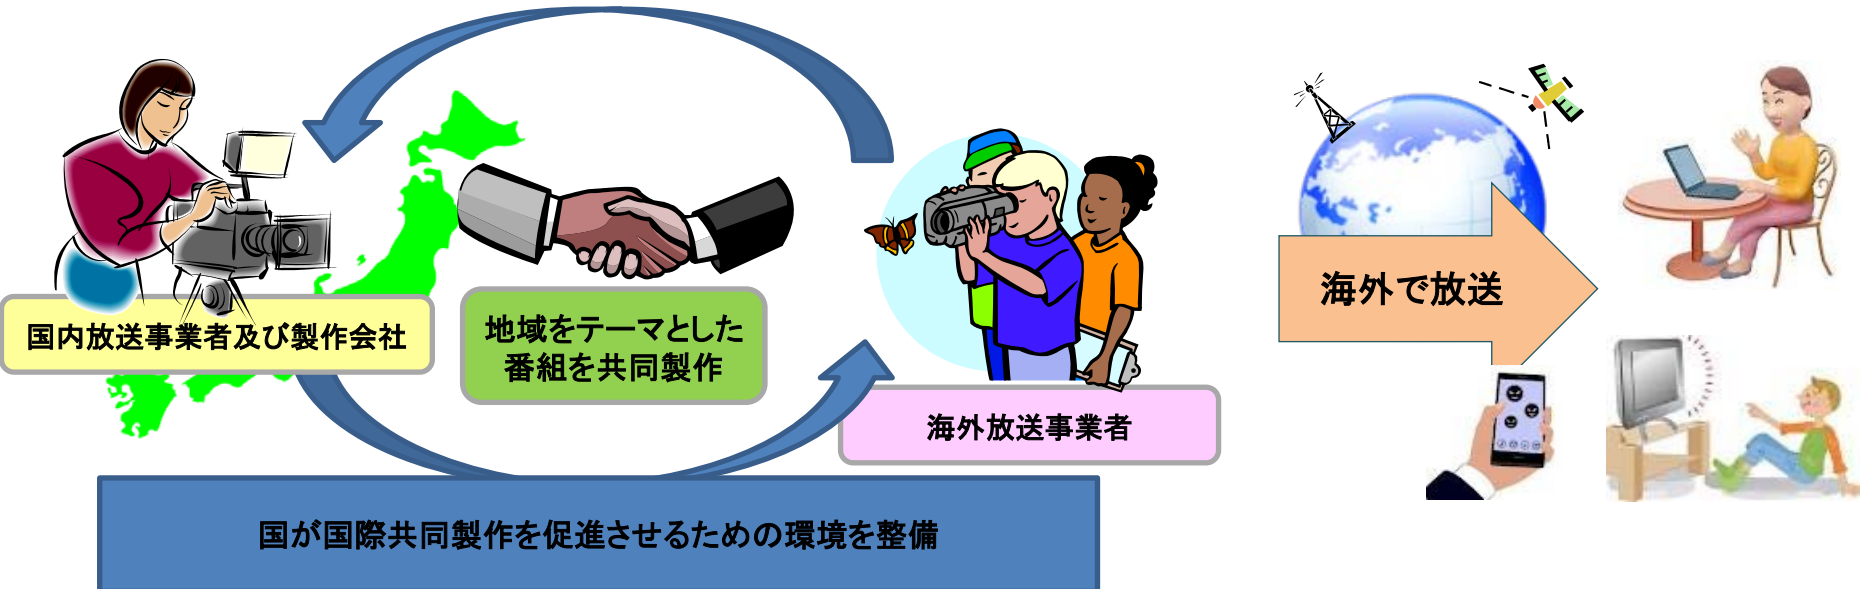 国内放送事業者及び製作会社
地域をテーマとした
番組を共同製作
海外放送事業者
海外で放送
国が国際共同製作を促進させるための環境を整備